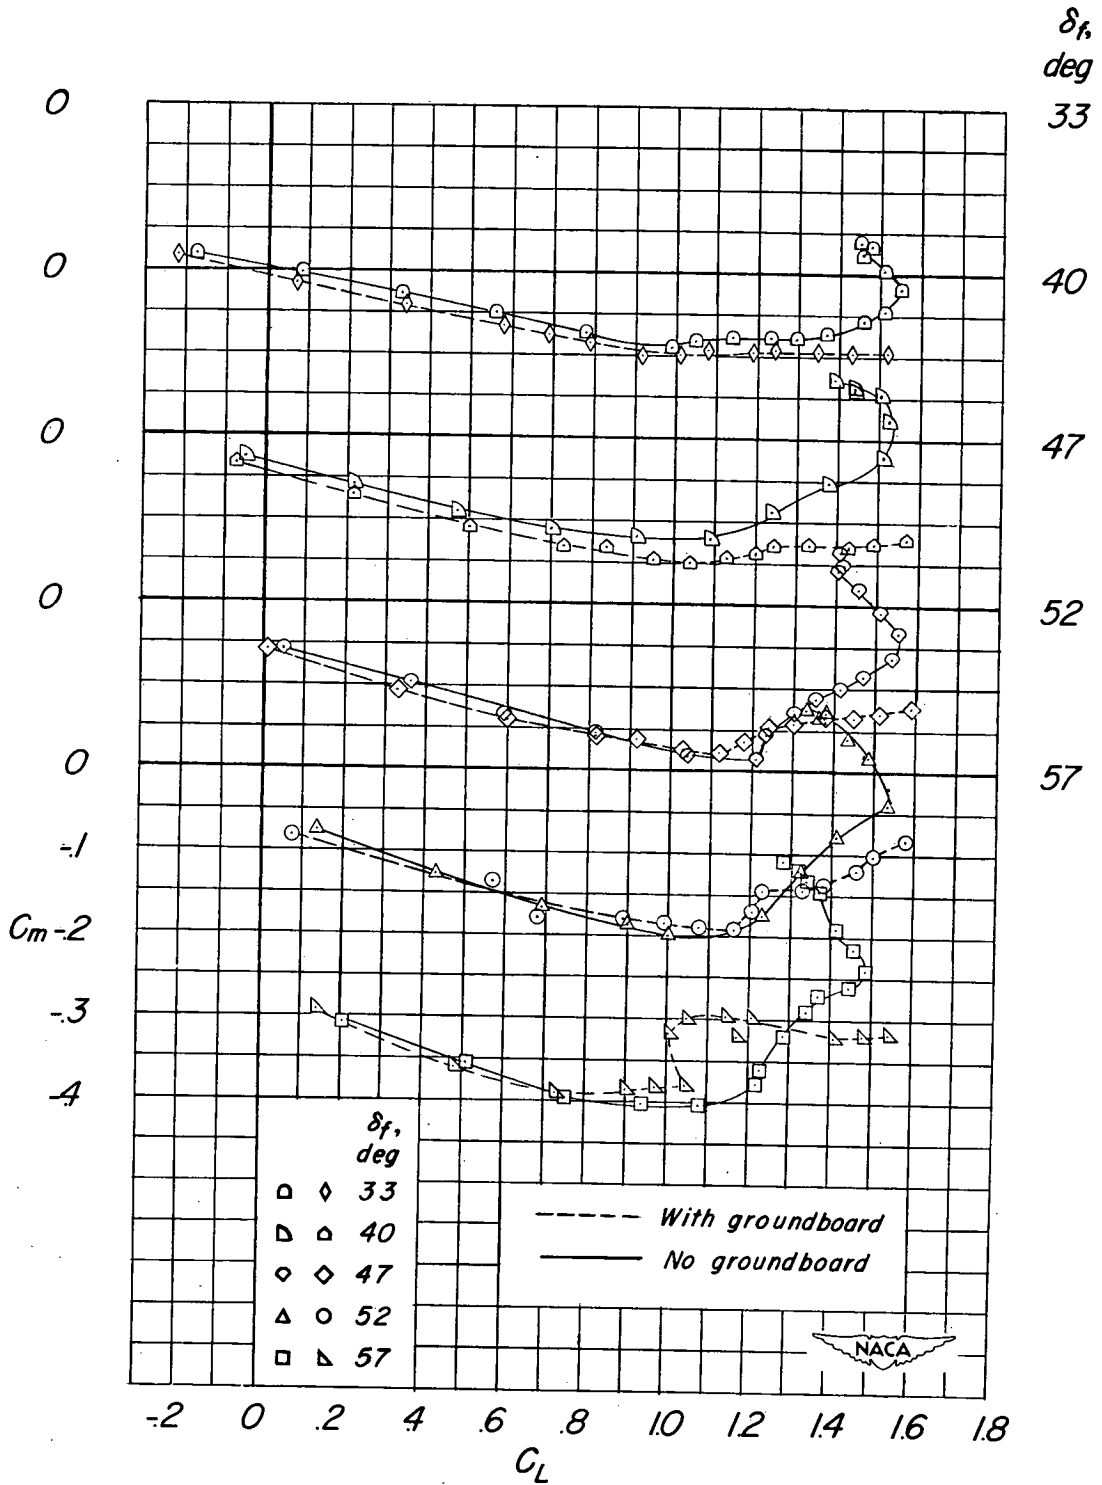 δf,
deg
0 33
0 40
0 47
0 52
0 57
-.1
Cm -.2
-.3
-.4
δf,
deg
33
40
47
52
57
With groundboard
No groundboard
NACA
-.2 0 .2 .4 .6 .8 1.0 1.2 1.4 1.6 1.8
CL